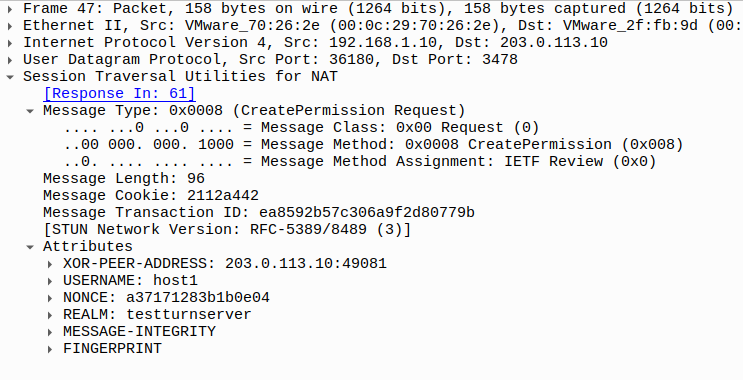 Frame 47: Packet, 158 bytes on wire (1264 bits), 158 bytes captured (1264 bits)
Ethernet II, Src: VMware_70:26:2e (00:0c:29:70:26:2e), Dst: VMware_2f:fb:9d (00:
Internet Protocol Version 4, Src: 192.168.1.10, Dst: 203.0.113.10
User Datagram Protocol, Src Port: 36180, Dst Port: 3478
Session Traversal Utilities for NAT
[Response In: 61]
Message Type: 0x0008 (CreatePermission Request)
.... ...0 ...0 .... = Message Class: 0x00 Request (0)
..00 000. 000. 1000 = Message Method: 0x0008 CreatePermission (0x008)
..0. .... .... .... = Message Method Assignment: IETF Review (0x0)
Message Length: 96
Message Cookie: 2112a442
Message Transaction ID: ea8592b57c306a9f2d80779b
[STUN Network Version: RFC-5389/8489 (3)]
Attributes
XOR-PEER-ADDRESS: 203.0.113.10:49081
USERNAME: host1
NONCE: a37171283b1b0e04
REALM: testturnserver
MESSAGE-INTEGRITY
FINGERPRINT